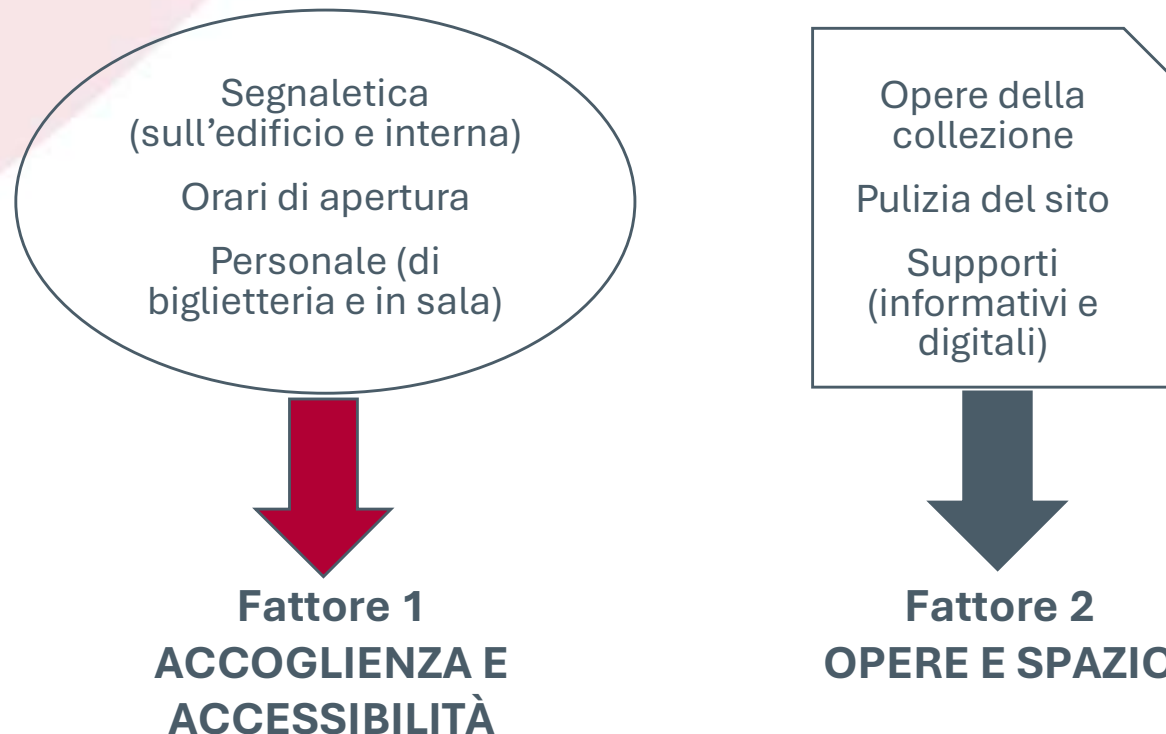 Segnaletica
(sull’edificio e interna)
Orari di apertura
Personale (di
biglietteria e in sala)
Fattore 1
ACCOGLIENZA E
ACCESSIBILITÀ
Opere della
collezione
Pulizia del sito
Supporti
(informativi e
digitali)
Fattore 2
OPERE E SPAZIO